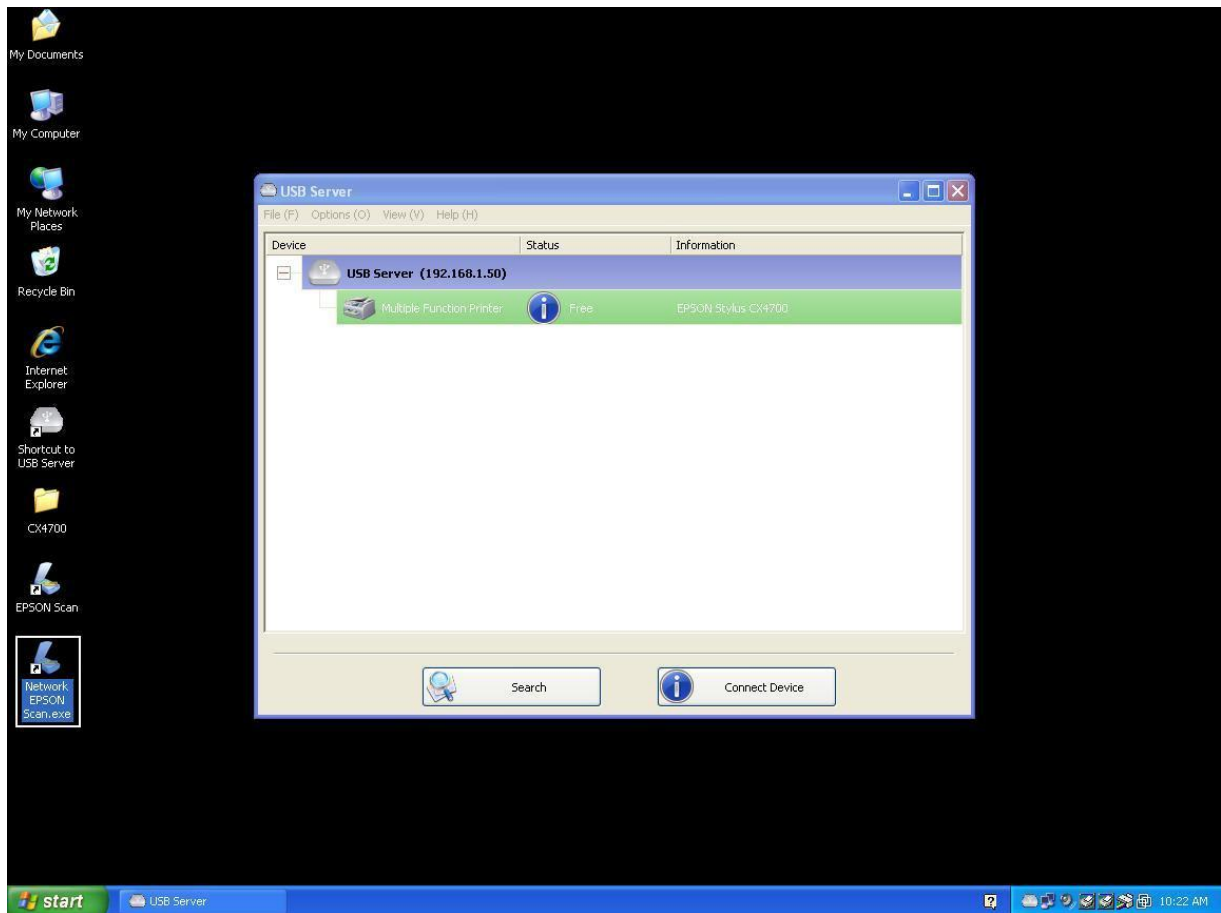 My Documents
My Computer
My Network
Places
Recycle Bin
Internet
Explorer
Shortcut to
USB Server
CX4700
EPSON Scan
Network
EPSON
Scan.exe
USB Server
File (F) Options (O) View (V) Help (H)
Device Status Information
USB Server (192.168.1.50)
Multiple Function Printer Free EPSON Stylus CX4700
Search Connect Device
start USB Server 10:22 AM